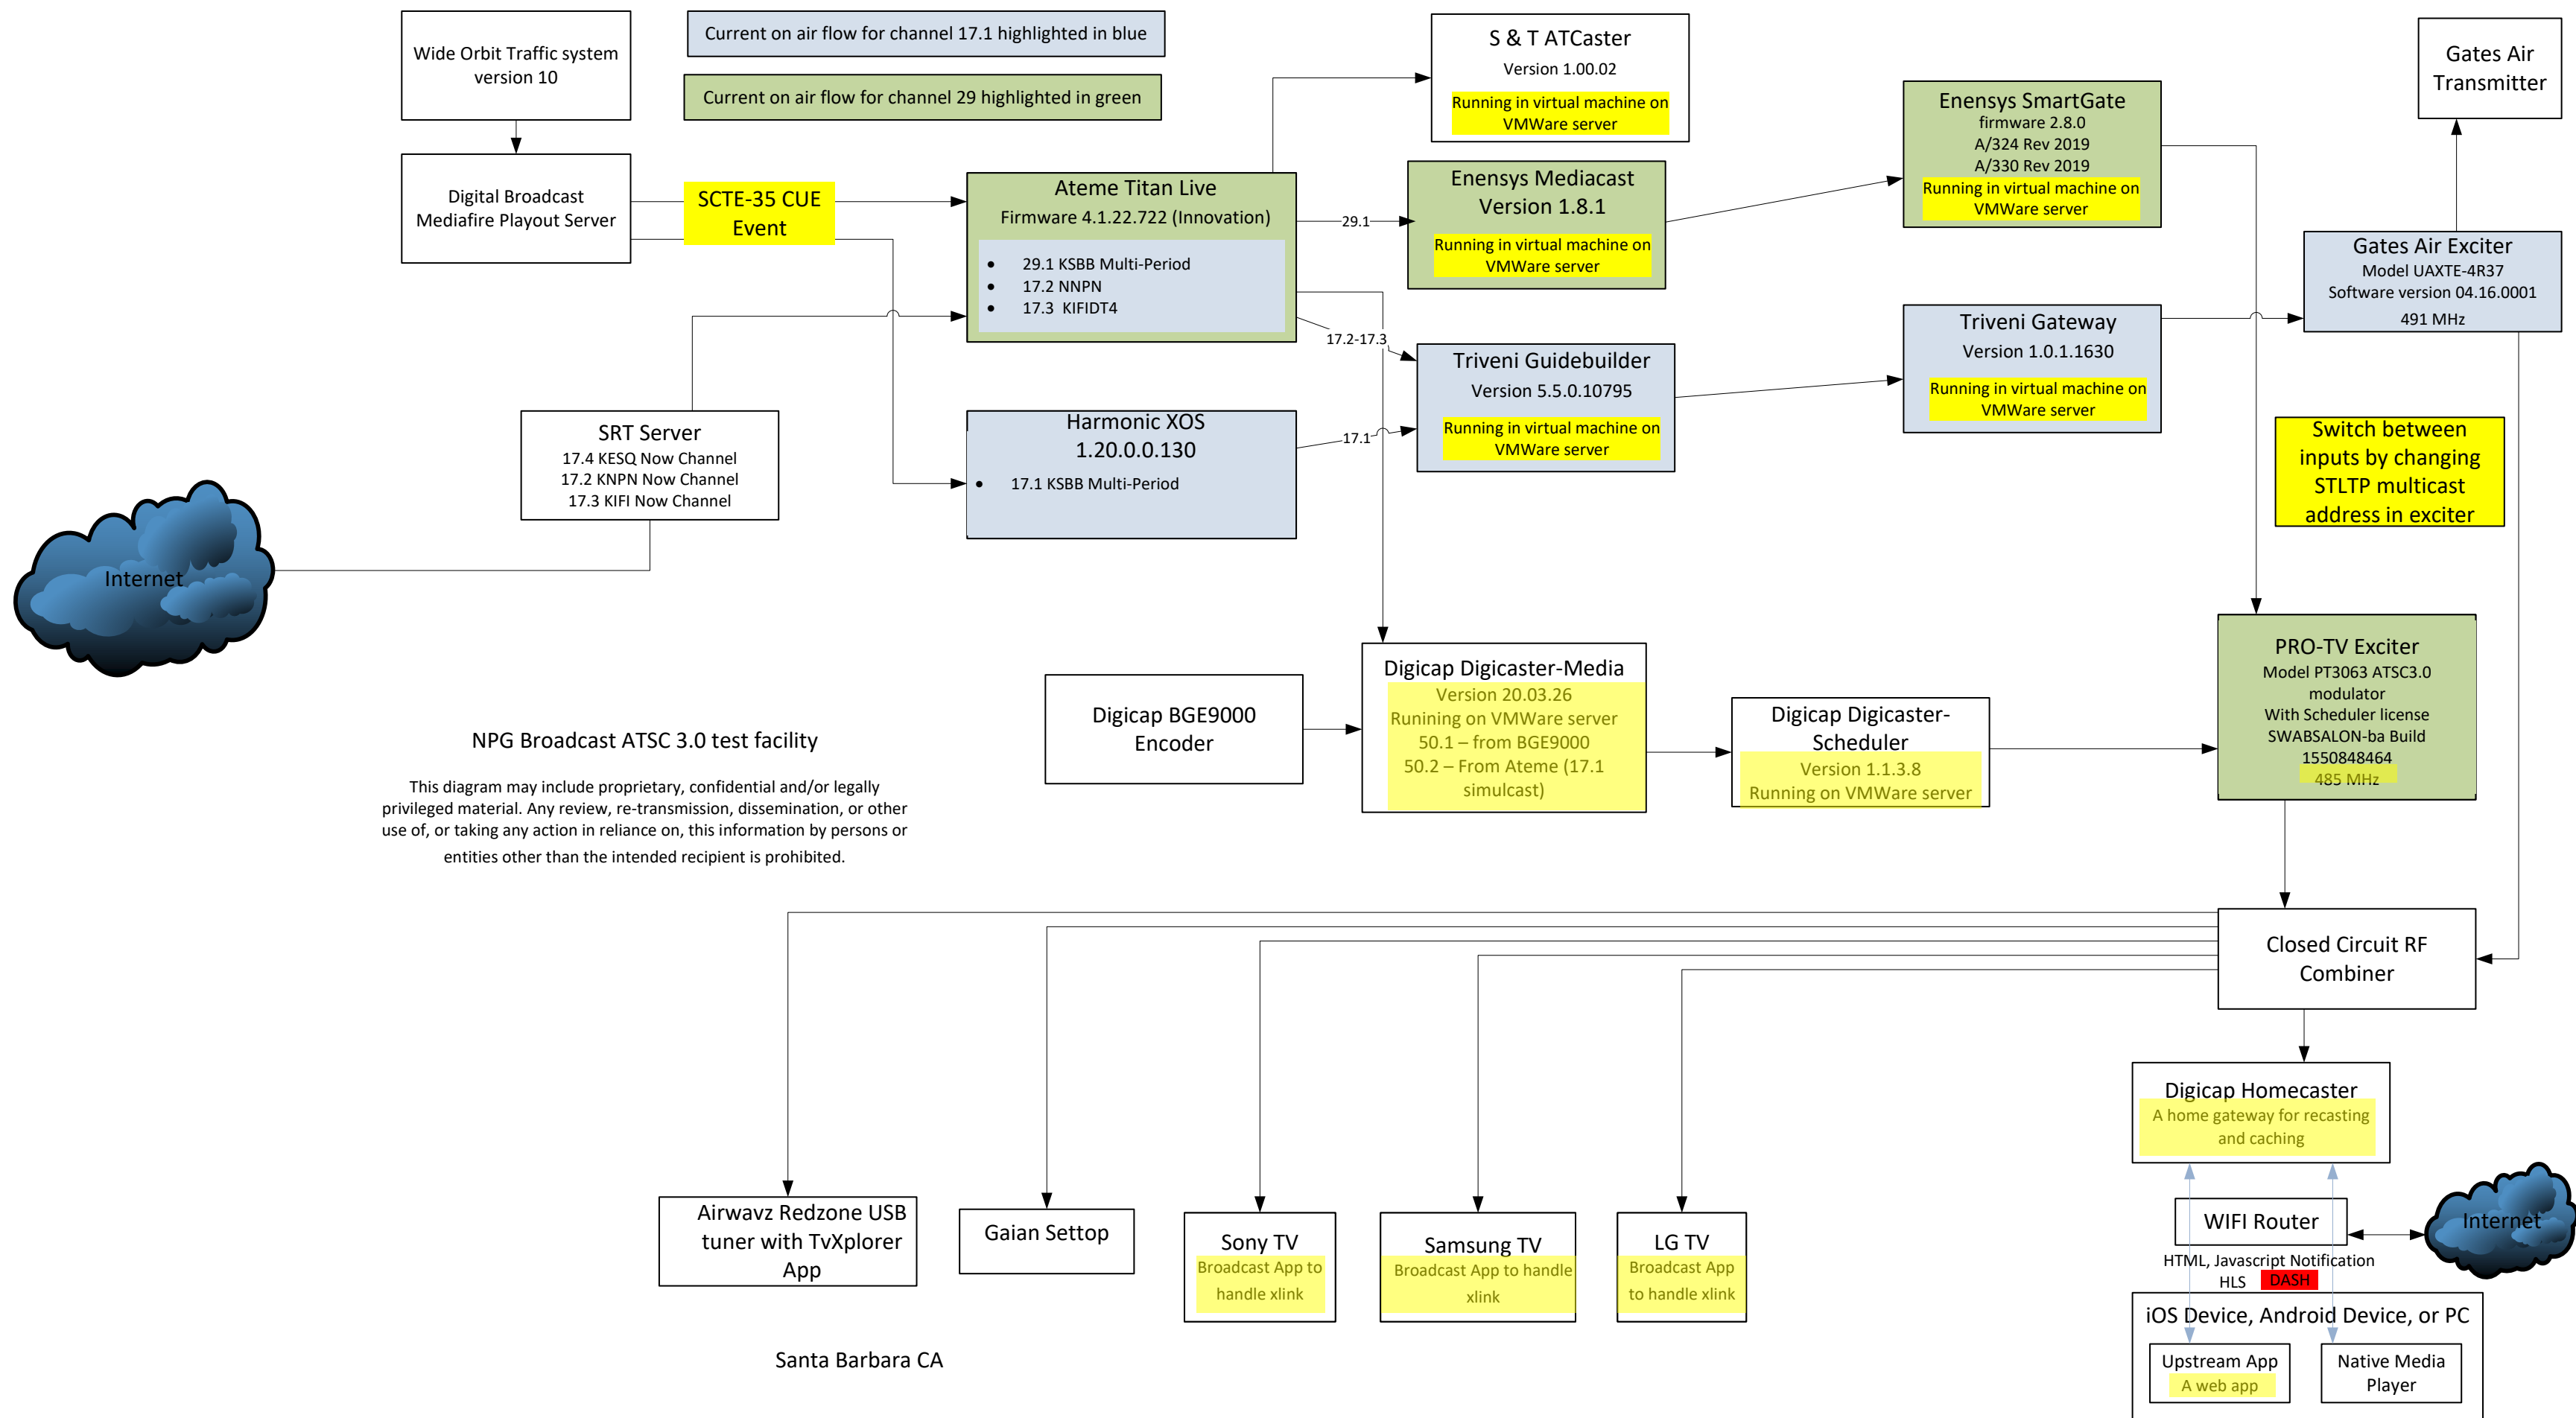 Wide Orbit Traffic system
version 10
Current on air flow for channel 17.1 highlighted in blue
Current on air flow for channel 29 highlighted in green
S & T ATCaster
Version 1.00.02
Running in virtual machine on
VMWare server
Gates Air
Transmitter
Digital Broadcast
Mediafire Playout Server
SCTE-35 CUE
Event
Ateme Titan Live
Firmware 4.1.22.722 (Innovation)
• 29.1 KSBB Multi-Period
• 17.2 NNPN
• 17.3 KIFIDT4
29.1
17.2-17.3
Enensys Mediacast
Version 1.8.1
Running in virtual machine on
VMWare server
Enensys SmartGate
firmware 2.8.0
A/324 Rev 2019
A/330 Rev 2019
Running in virtual machine on
VMWare server
Gates Air Exciter
Model UAXTE-4R37
Software version 04.16.0001
491 MHz
Triveni Guidebuilder
Version 5.5.0.10795
Running in virtual machine on
VMWare server
Triveni Gateway
Version 1.0.1.1630
Running in virtual machine on
VMWare server
SRT Server
17.4 KESQ Now Channel
17.2 KNPN Now Channel
17.3 KIFI Now Channel
Harmonic XOS
1.20.0.0.130
• 17.1 KSBB Multi-Period
17.1
Switch between
inputs by changing
STLTP multicast
address in exciter
Internet
Digicap BGE9000
Encoder
Digicap Digicaster-Media
Version 20.03.26
Runining on VMWare server
50.1 – from BGE9000
50.2 – From Ateme (17.1
simulcast)
Digicap Digicaster-
Scheduler
Version 1.1.3.8
Running on VMWare server
PRO-TV Exciter
Model PT3063 ATSC3.0
modulator
With Scheduler license
SWABSALON-ba Build
1550848464
485 MHz
NPG Broadcast ATSC 3.0 test facility
This diagram may include proprietary, confidential and/or legally
privileged material. Any review, re-transmission, dissemination, or other
use of, or taking any action in reliance on, this information by persons or
entities other than the intended recipient is prohibited.
Closed Circuit RF
Combiner
Digicap Homecaster
A home gateway for recasting
and caching
Airwavz Redzone USB
tuner with TvXplorer
App
Gaian Settop
Sony TV
Broadcast App to
handle xlink
Samsung TV
Broadcast App to handle
xlink
LG TV
Broadcast App
to handle xlink
WIFI Router
Internet
HTML, Javascript Notification
HLS DASH
iOS Device, Android Device, or PC
Upstream App
A web app
Native Media
Player
Santa Barbara CA